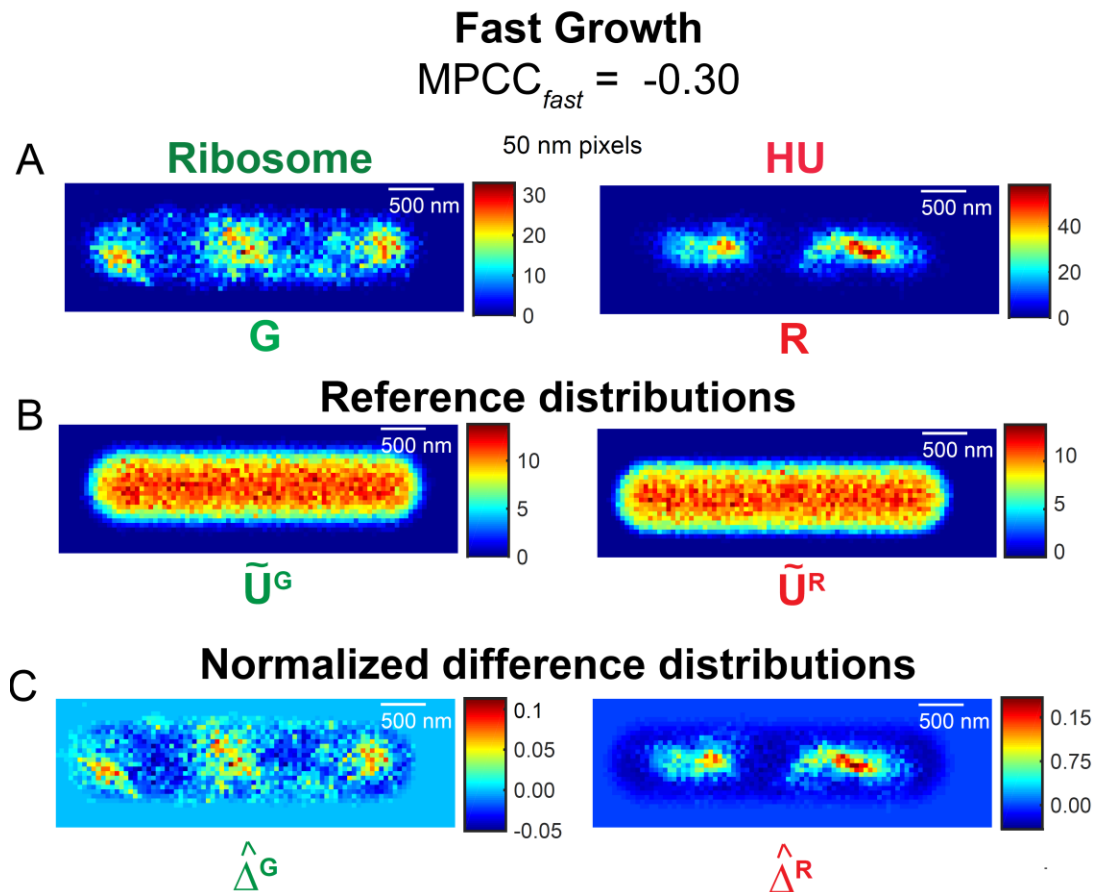 Fast Growth
MPCC_fast = -0.30
50 nm pixels
A
Ribosome
HU
500 nm
30
20
10
0
500 nm
40
20
0
G
R
B
Reference distributions
500 nm
10
5
0
500 nm
10
5
0
Ũᴳ
Ũᴿ
C
Normalized difference distributions
500 nm
0.1
0.05
0.00
-0.05
500 nm
0.15
0.75
0.00
Δ̂ᴳ
Δ̂ᴿ